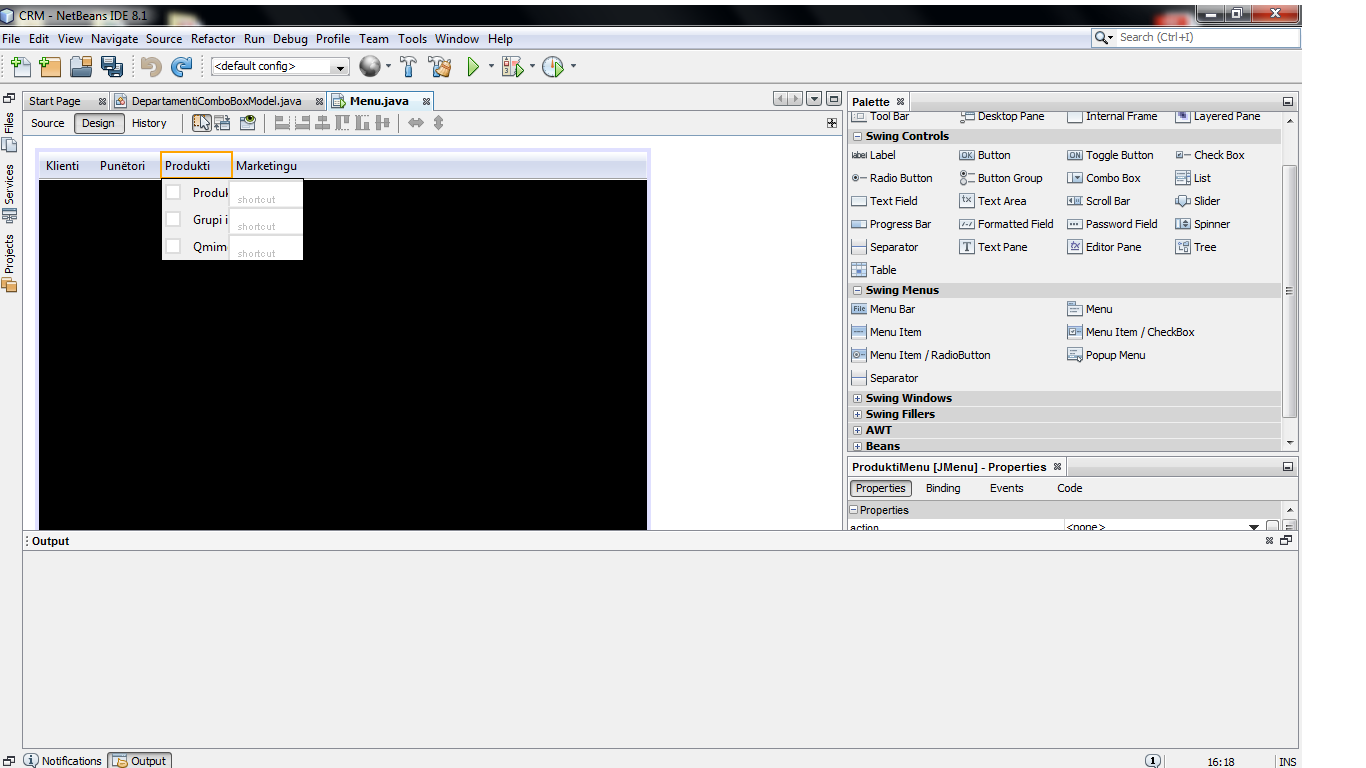 CRM - NetBeans IDE 8.1
File Edit View Navigate Source Refactor Run Debug Profile Team Tools Window Help
Search (Ctrl+I)
<default config>
Start Page
DepartamentiComboBoxModel.java
Menu.java
Source Design History
Files
Services
Projects
Klienti Punëtori Produkti Marketingu
Produk shortcut
Grupi i shortcut
Qmim shortcut
Palette
Tool Bar Desktop Pane Internal Frame Layered Pane
Swing Controls
label Label OK Button ON Toggle Button Check Box
Radio Button Button Group Combo Box List
Text Field Text Area Scroll Bar Slider
Progress Bar Formatted Field Password Field Spinner
Separator Text Pane Editor Pane Tree
Table
Swing Menus
File Menu Bar Menu
Menu Item Menu Item / CheckBox
Menu Item / RadioButton Popup Menu
Separator
Swing Windows
Swing Fillers
AWT
Beans
ProduktiMenu [JMenu] - Properties
Properties Binding Events Code
Properties
action <none>
Output
Notifications Output
1 16:18 INS